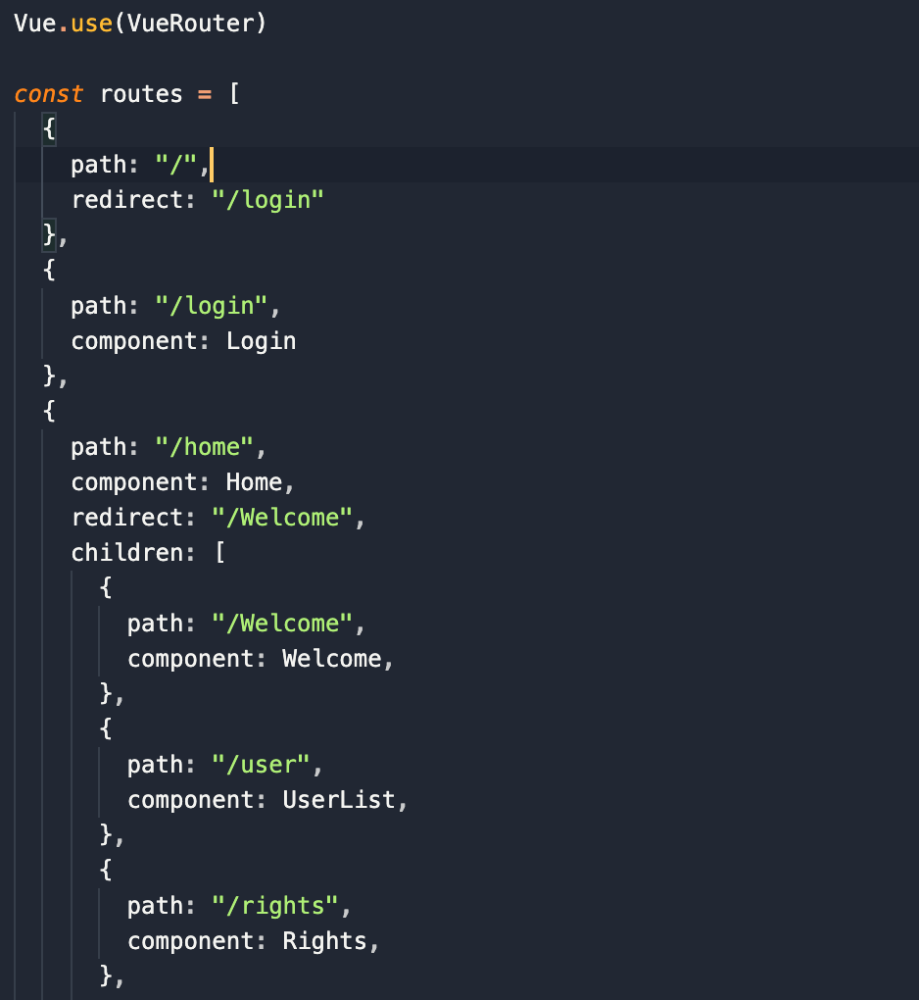 Vue.use(VueRouter)
const routes = [
{
path: "/",
redirect: "/login"
},
{
path: "/login",
component: Login
},
{
path: "/home",
component: Home,
redirect: "/Welcome",
children: [
{
path: "/Welcome",
component: Welcome,
},
{
path: "/user",
component: UserList,
},
{
path: "/rights",
component: Rights,
},